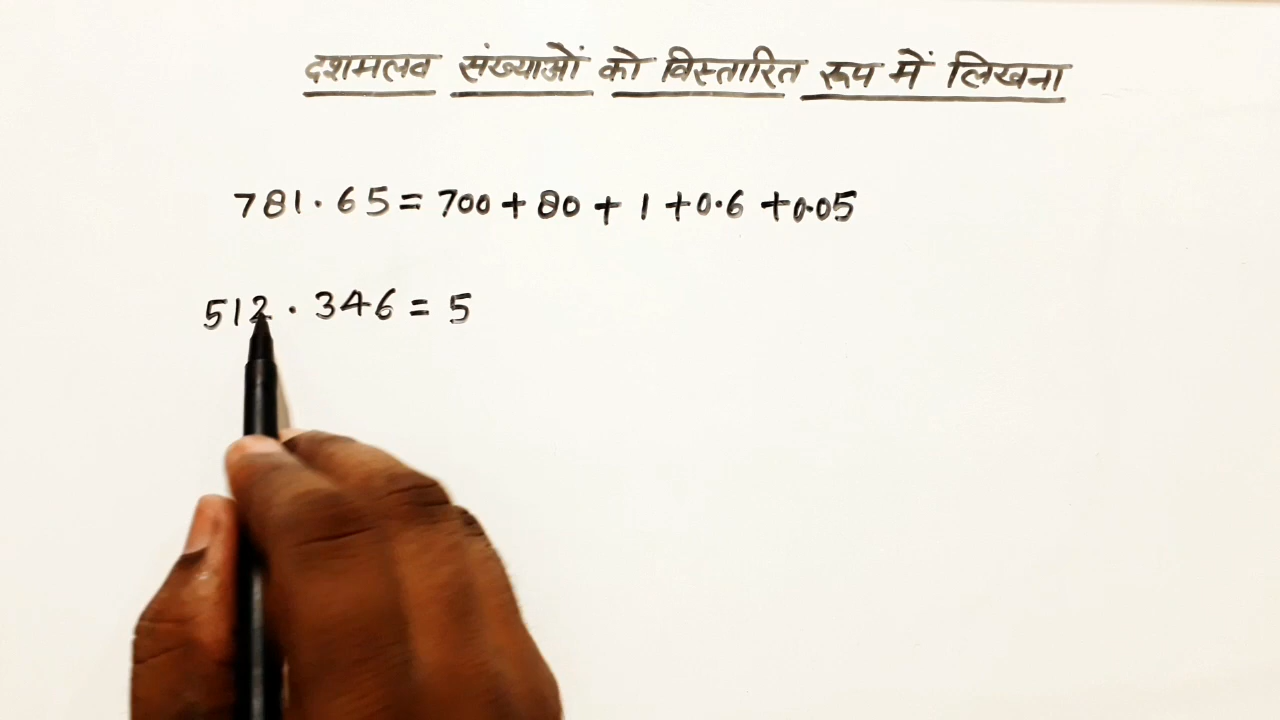 दशमलव संख्याओं को विस्तारित रूप में लिखना
781.65 = 700 + 80 + 1 + 0.6 + 0.05
512.346 = 5